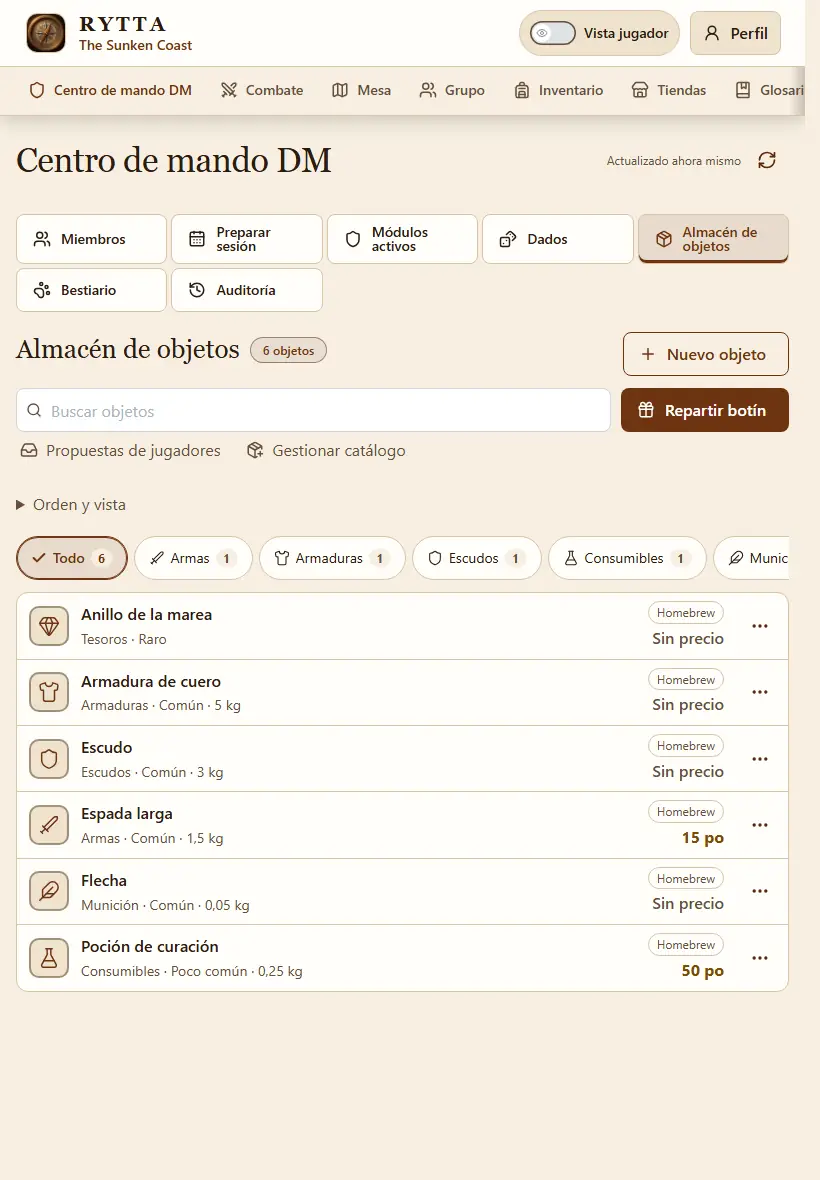 RYTTA
The Sunken Coast
Vista jugador
Perfil
Centro de mando DM
Combate
Mesa
Grupo
Inventario
Tiendas
Glosari
Centro de mando DM
Actualizado ahora mismo
Miembros
Preparar
sesión
Módulos
activos
Dados
Almacén de
objetos
Bestiario
Auditoría
Almacén de objetos
6 objetos
Nuevo objeto
Buscar objetos
Repartir botín
Propuestas de jugadores
Gestionar catálogo
Orden y vista
Todo 6
Armas 1
Armaduras 1
Escudos 1
Consumibles 1
Munic
Anillo de la marea
Tesoros · Raro
Homebrew
Sin precio
Armadura de cuero
Armaduras · Común · 5 kg
Homebrew
Sin precio
Escudo
Escudos · Común · 3 kg
Homebrew
Sin precio
Espada larga
Armas · Común · 1,5 kg
Homebrew
15 po
Flecha
Munición · Común · 0,05 kg
Homebrew
Sin precio
Poción de curación
Consumibles · Poco común · 0,25 kg
Homebrew
50 po